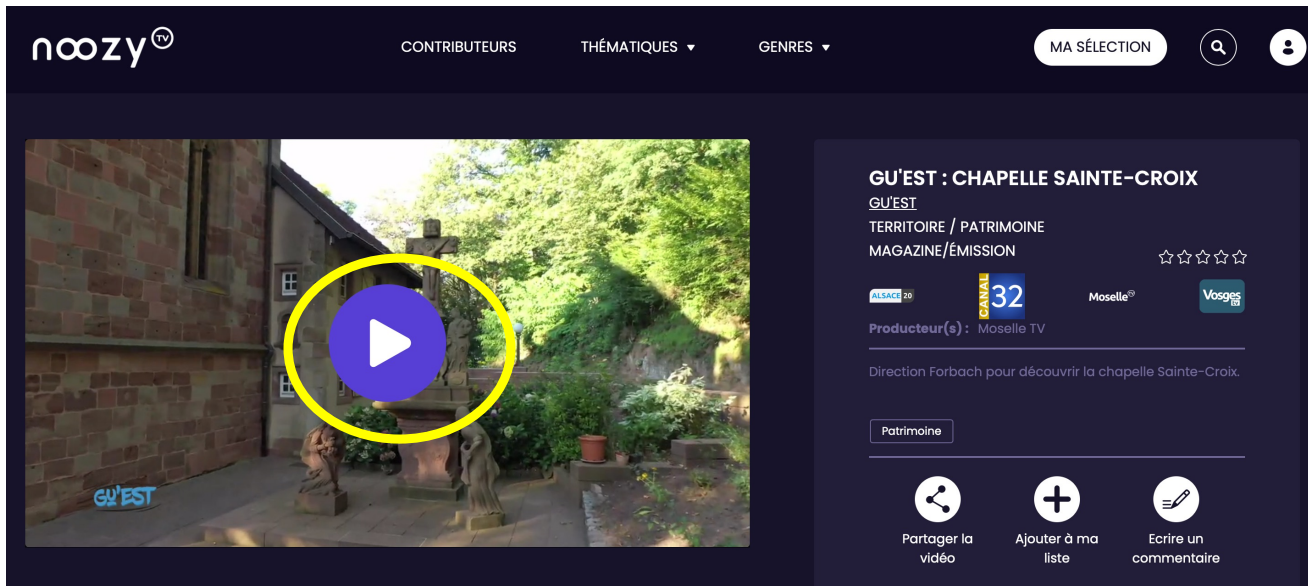 noozy TV
CONTRIBUTEURS
THÉMATIQUES
GENRES
MA SÉLECTION
GU'EST
GU'EST : CHAPELLE SAINTE-CROIX
GU'EST
TERRITOIRE / PATRIMOINE
MAGAZINE/ÉMISSION
ALSACE 20
CANAL 32
Moselle TV
Vosges TV
Producteur(s) : Moselle TV
Direction Forbach pour découvrir la chapelle Sainte-Croix.
Patrimoine
Partager la
vidéo
Ajouter à ma
liste
Ecrire un
commentaire